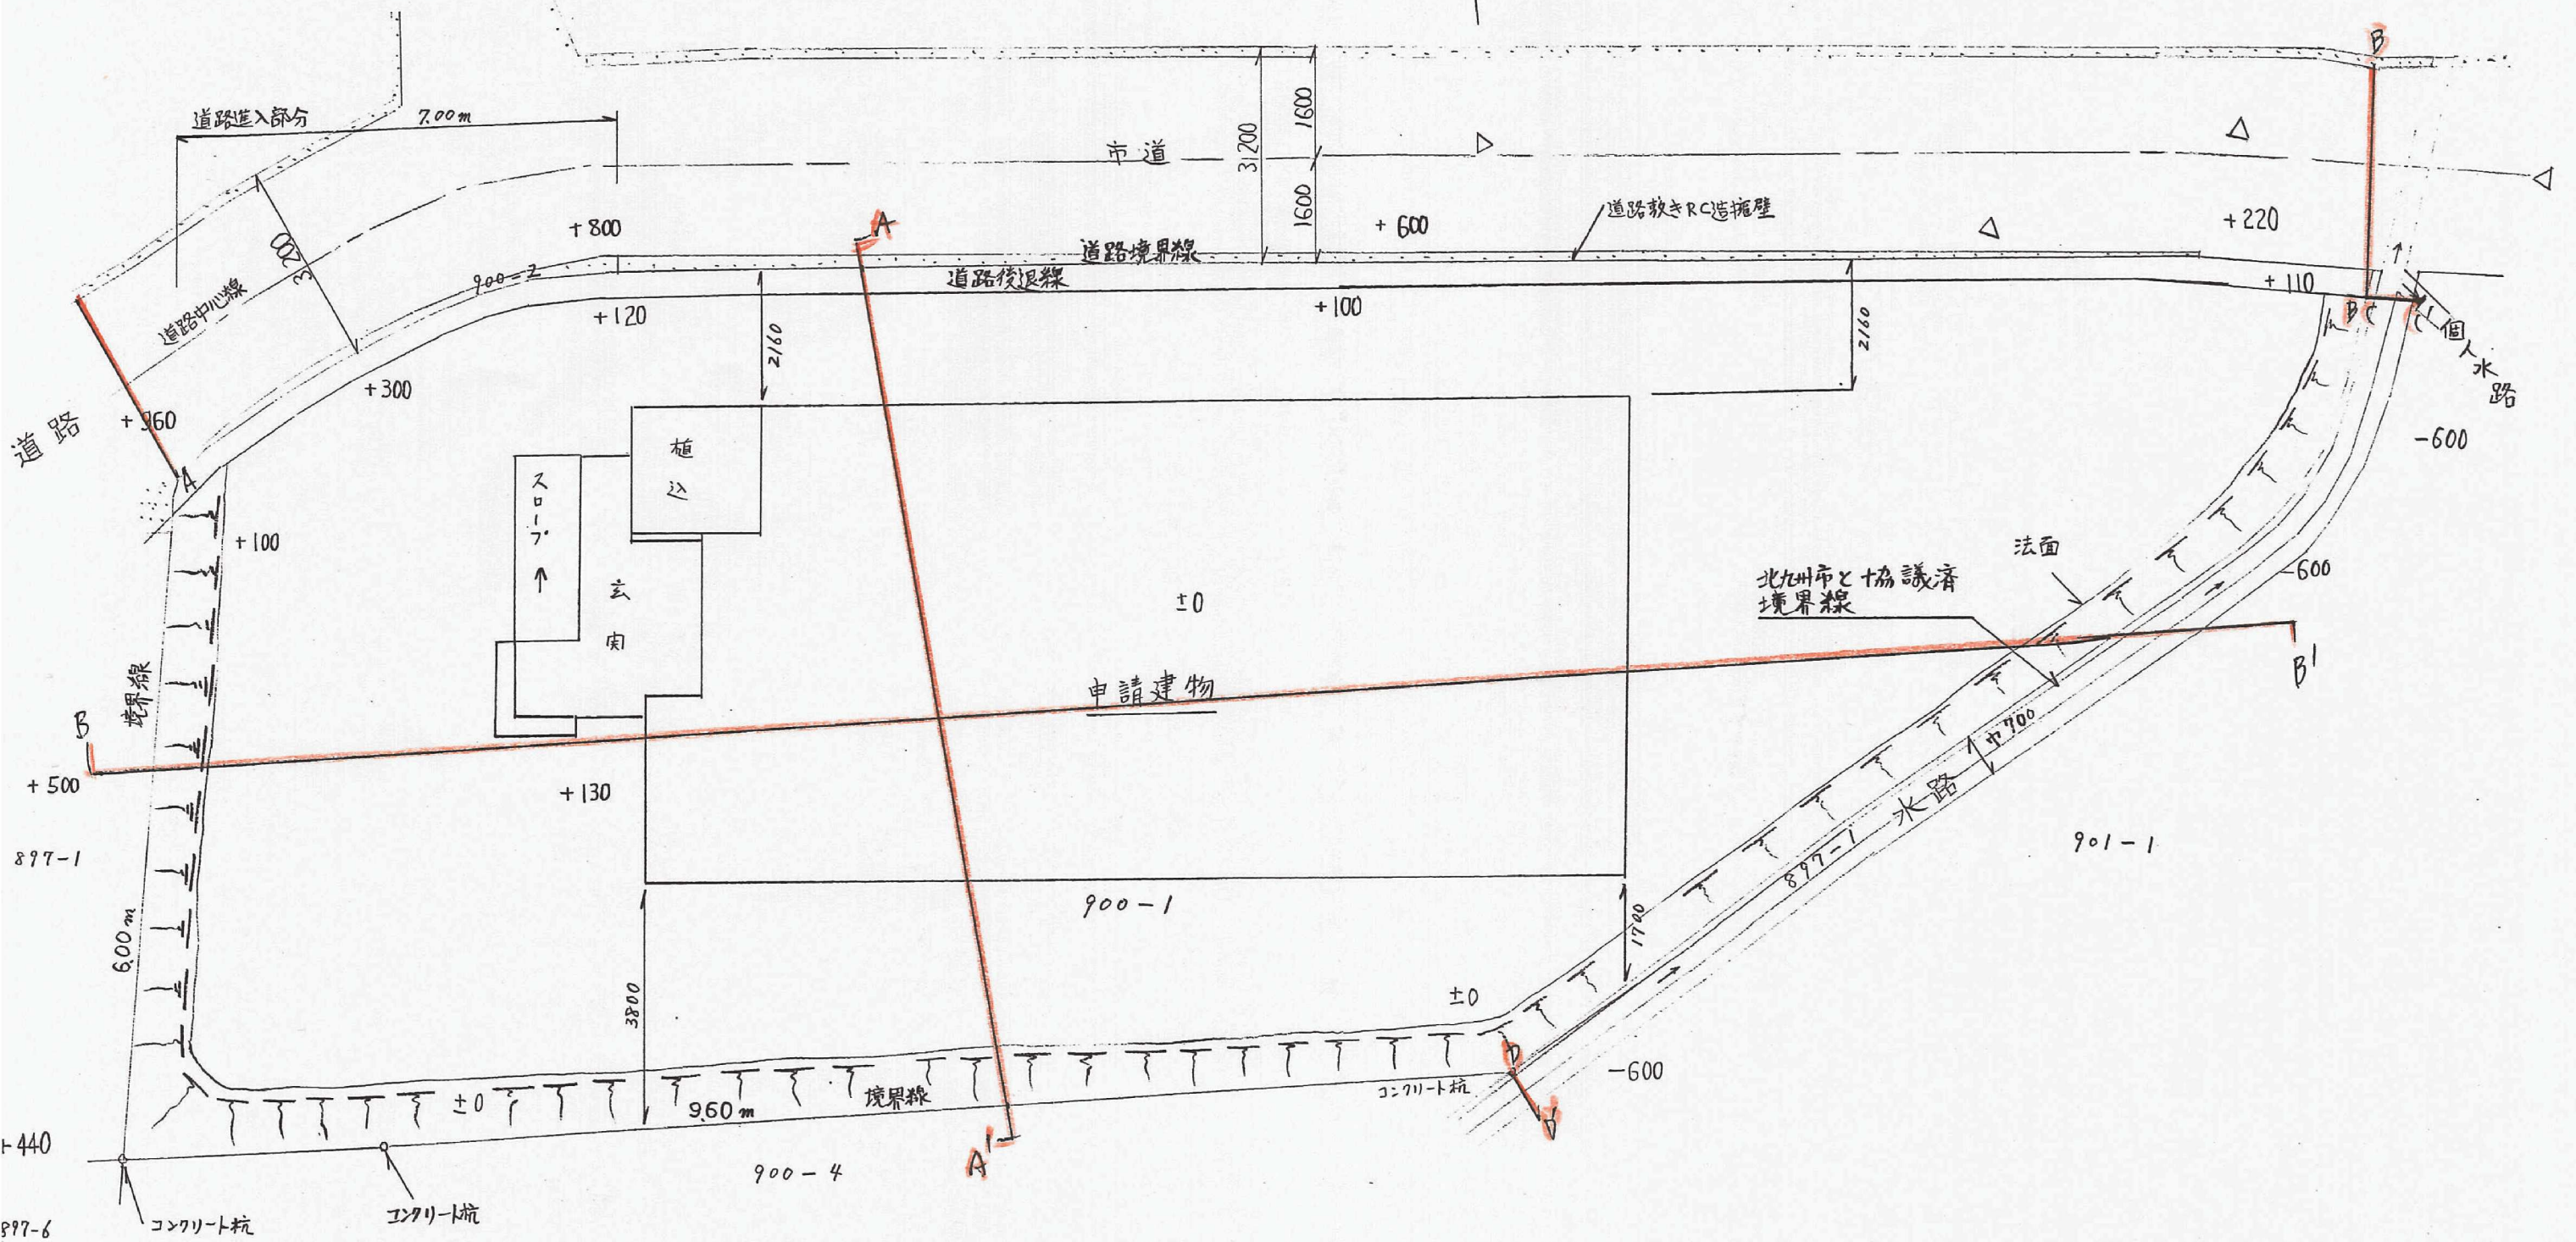 B
道路進入部分
7.00m
1600
31200
市道
1600
3200
+800
A
+600
道路敷きRC造擁壁
+220
道路境界線
900-2
道路後退線
道路中心線
+120
+100
+110
B C
C'
個人水路
2160
2160
+300
道路
+360
植込
-600
A
スロープ
↑
+100
法面
北九州市と協議済
境界線
-600
玄関
±0
境界線
申請建物
B'
B
巾700
+500
+130
水路
897-1
897-1
901-1
900-1
1700
6.00m
3800
±0
D
-600
±0
9.60m
境界線
コンクリート杭
D'
+440
A'
900-4
コンクリート杭
コンクリート杭
897-6